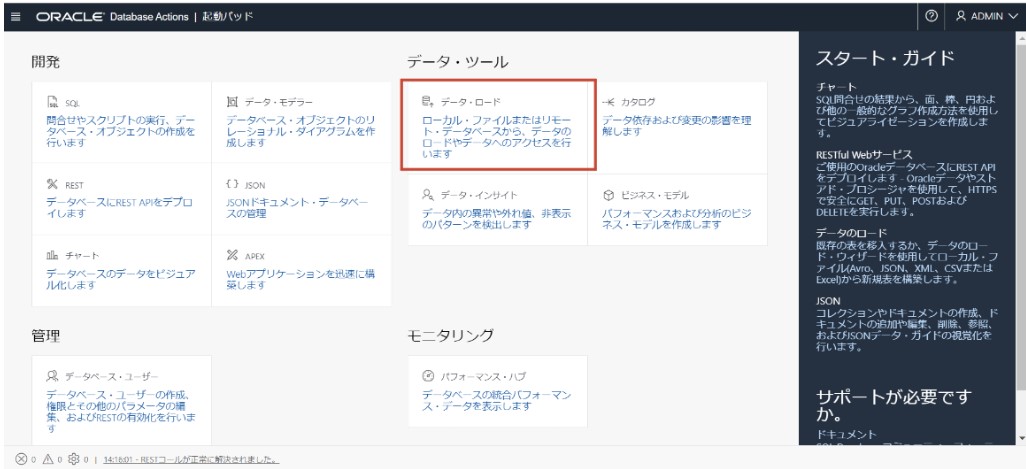 ORACLE Database Actions | 起動パッド
ADMIN
開発
SQL
問合せやスクリプトの実行、デー
タベース・オブジェクトの作成を
行います
データ・モデラー
データベース・オブジェクトのリ
レーショナル・ダイアグラムを作
成します
REST
データベースにREST APIをデプロ
イします
{} JSON
JSONドキュメント・データベー
スの管理
チャート
データベースのデータをビジュア
ル化します
APEX
Webアプリケーションを迅速に構
築します
データ・ツール
データ・ロード
ローカル・ファイルまたはリモー
ト・データベースから、データの
ロードやデータへのアクセスを行
います
カタログ
データ依存および変更の影響を理
解します
データ・インサイト
データ内の異常や外れ値、非表示
のパターンを検出します
ビジネス・モデル
パフォーマンスおよび分析のビジ
ネス・モデルを作成します
管理
データベース・ユーザー
データベース・ユーザーの作成、
権限とその他のパラメータの編
集、およびRESTの有効化を行いま
す
モニタリング
パフォーマンス・ハブ
データベースの統合パフォーマン
ス・データを表示します
スタート・ガイド
チャート
SQL問合せの結果から、面、棒、円およ
び他の一般的なグラフ作成方法を使用し
てビジュアライゼーションを作成しま
す。
RESTful Webサービス
ご使用のOracleデータベースにREST API
をデプロイします - Oracleデータやスト
アド・プロシージャを使用して、HTTPS
で安全にGET、PUT、POSTおよび
DELETEを実行します。
データのロード
既存の表を移入するか、データのロー
ド・ウィザードを使用してローカル・フ
ァイル(Avro、JSON、XML、CSVまたは
Excel)から新規表を構築します。
JSON
コレクションやドキュメントの作成、ド
キュメントの追加や編集、削除、参照、
およびJSONデータ・ガイドの視覚化を
行います。
サポートが必要です
か。
ドキュメント
0 0 0 | 14:16:01 - RESTコールが正常に解決されました。